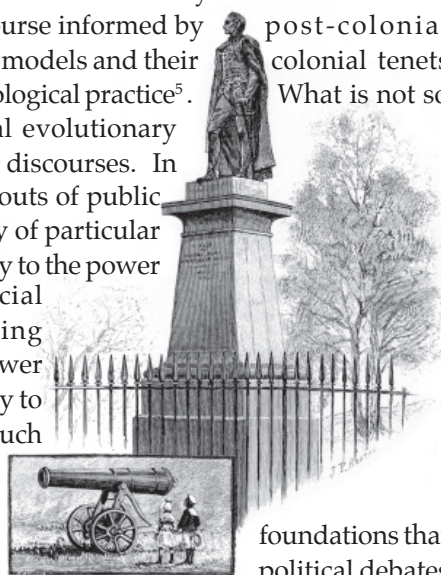 ourse informed by
models and their
ological practice⁵.
al evolutionary
discourses. In
outs of public
y of particular
y to the power
cial
ing
wer
y to
uch
post-colonia
colonial tenets
What is not so
foundations tha
political debates